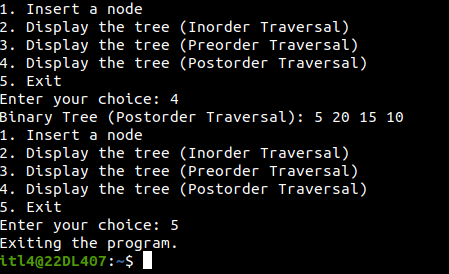 1. Insert a node
2. Display the tree (Inorder Traversal)
3. Display the tree (Preorder Traversal)
4. Display the tree (Postorder Traversal)
5. Exit
Enter your choice: 4
Binary Tree (Postorder Traversal): 5 20 15 10
1. Insert a node
2. Display the tree (Inorder Traversal)
3. Display the tree (Preorder Traversal)
4. Display the tree (Postorder Traversal)
5. Exit
Enter your choice: 5
Exiting the program.
itl4@22DL407:~$